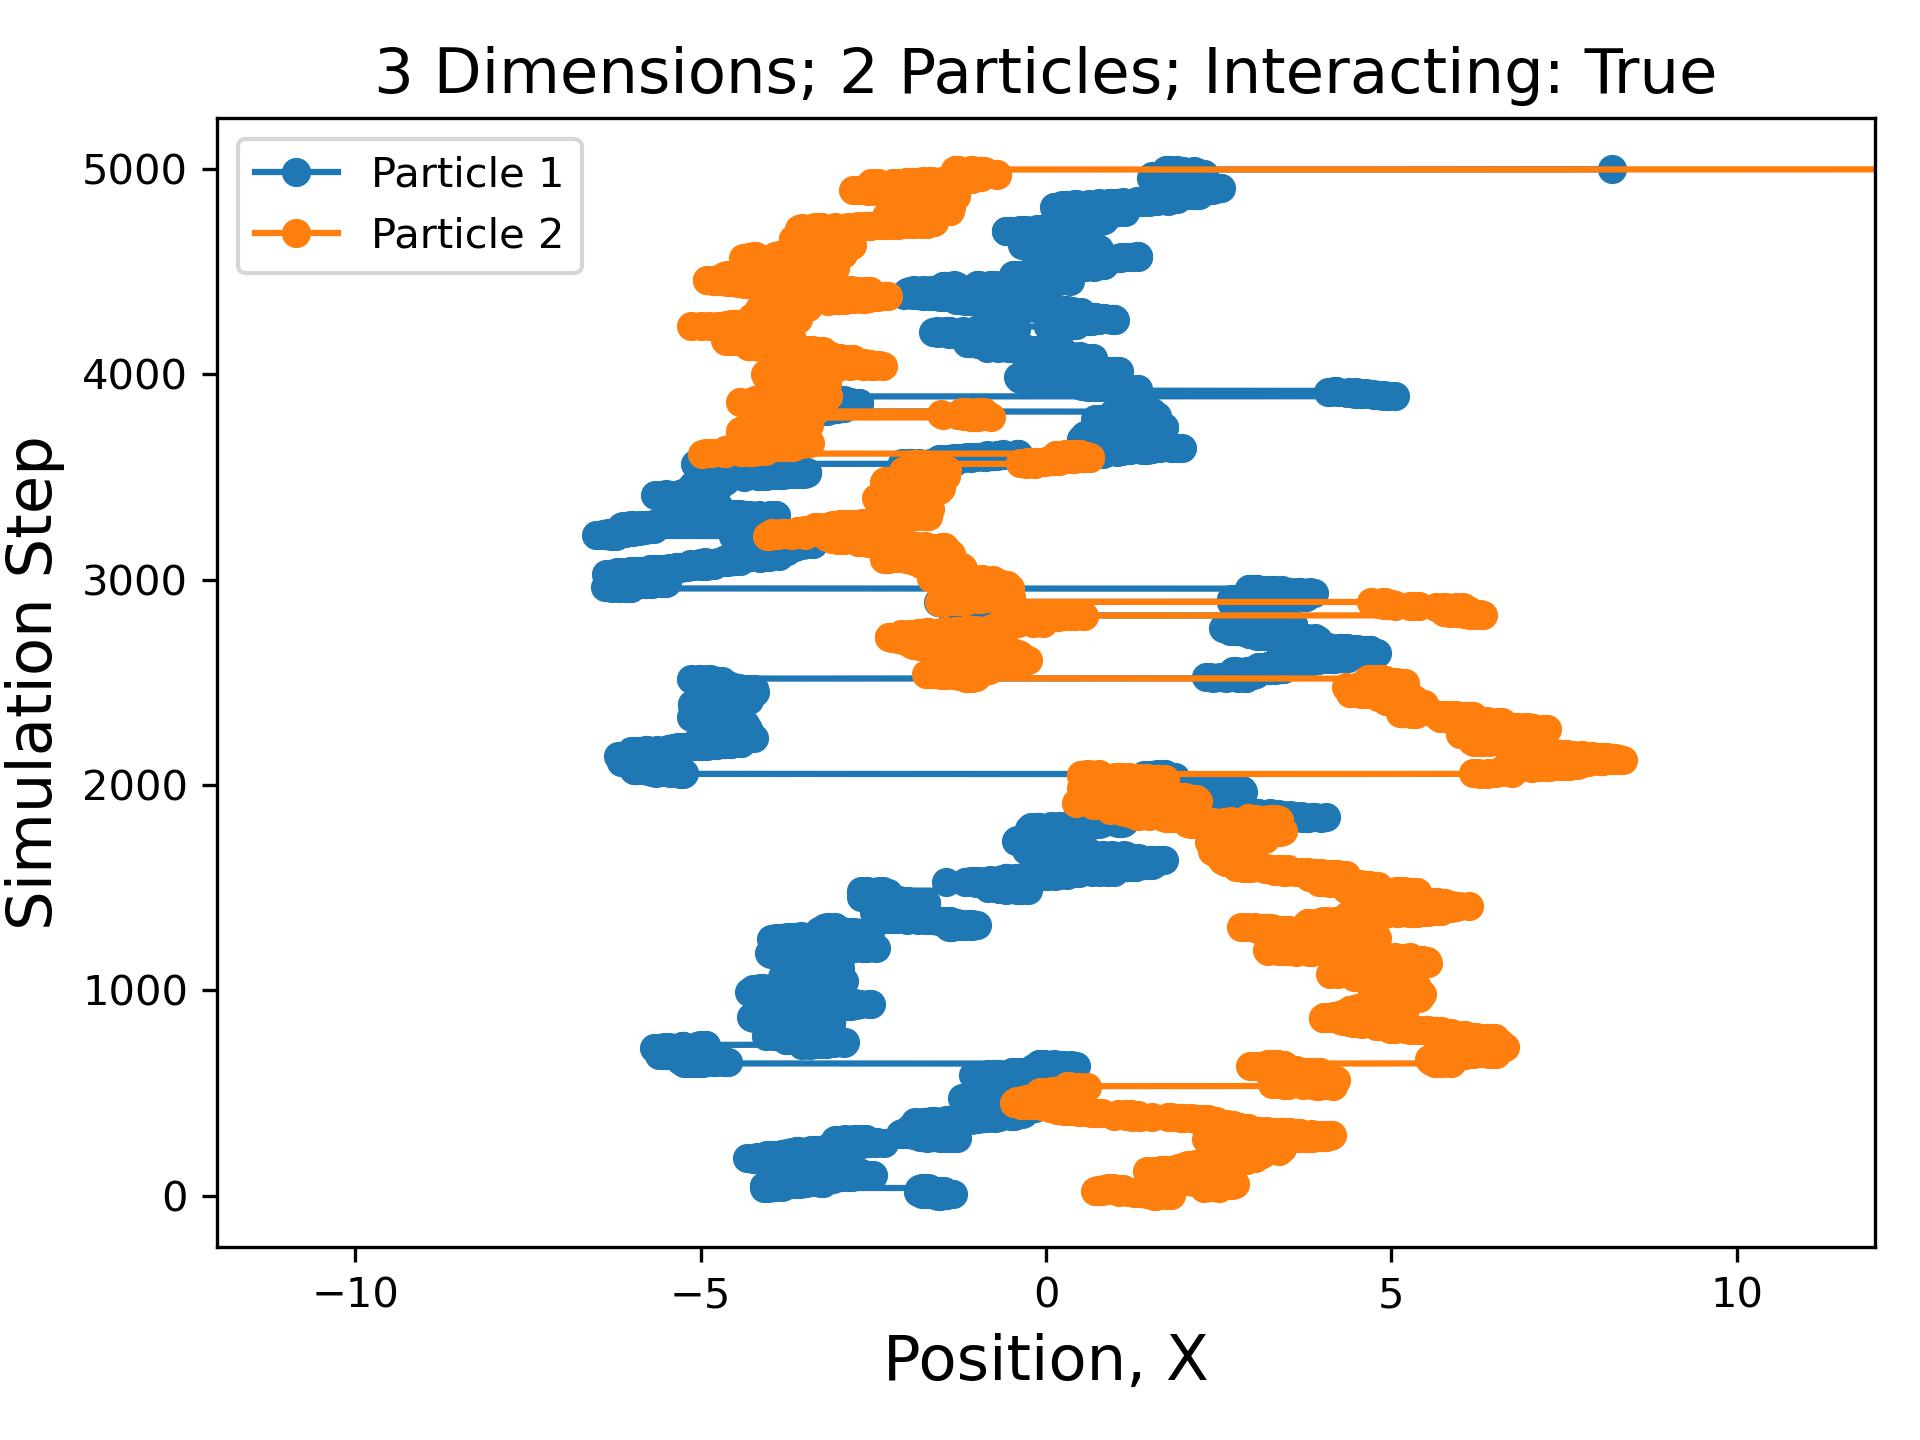 3 Dimensions; 2 Particles; Interacting: True
Particle 1
Particle 2
5000
4000
3000
2000
1000
0
Simulation Step
−10
−5
0
5
10
Position, X